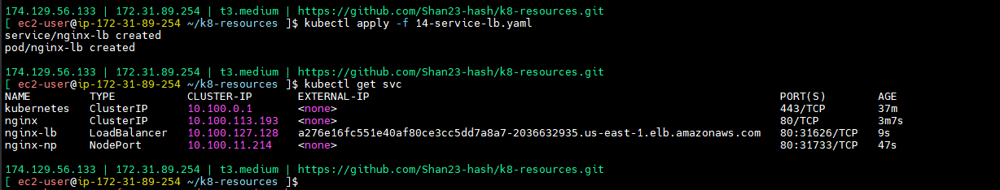 174.129.56.133 | 172.31.89.254 | t3.medium | https://github.com/Shan23-hash/k8-resources.git
[ ec2-user@ip-172-31-89-254 ~/k8-resources ]$ kubectl apply -f 14-service-lb.yaml
service/nginx-lb created
pod/nginx-lb created
174.129.56.133 | 172.31.89.254 | t3.medium | https://github.com/Shan23-hash/k8-resources.git
[ ec2-user@ip-172-31-89-254 ~/k8-resources ]$ kubectl get svc
NAME TYPE CLUSTER-IP EXTERNAL-IP PORT(S) AGE
kubernetes ClusterIP 10.100.0.1 <none> 443/TCP 37m
nginx ClusterIP 10.100.113.193 <none> 80/TCP 3m7s
nginx-lb LoadBalancer 10.100.127.128 a276e16fc551e40af80ce3cc5dd7a8a7-2036632935.us-east-1.elb.amazonaws.com 80:31626/TCP 9s
nginx-np NodePort 10.100.11.214 <none> 80:31733/TCP 47s
174.129.56.133 | 172.31.89.254 | t3.medium | https://github.com/Shan23-hash/k8-resources.git
[ ec2-user@ip-172-31-89-254 ~/k8-resources ]$